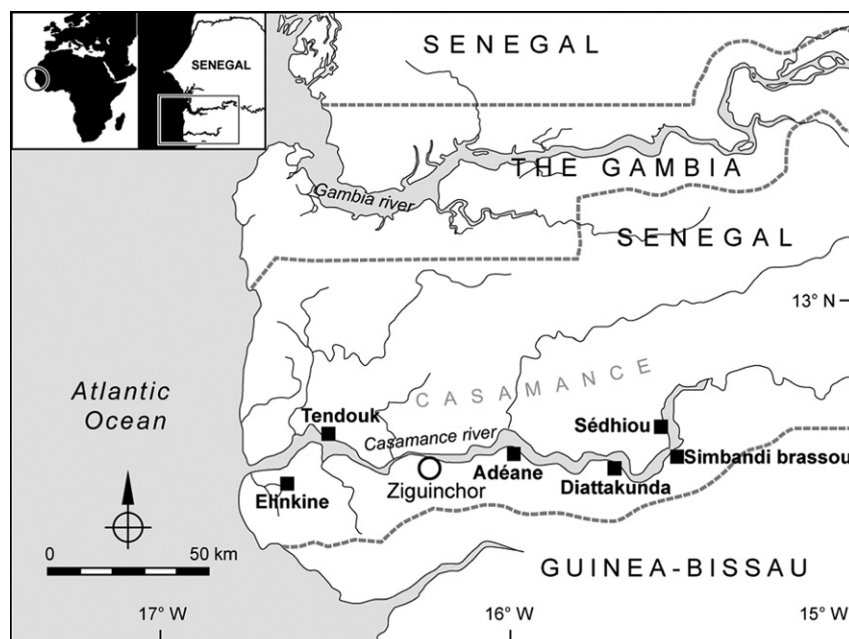 SENEGAL
SENEGAL
THE GAMBIA
Gambia river
SENEGAL
13° N
CASAMANCE
Atlantic
Ocean
Tendouk
Casamance river
Sédhiou
Simbandi brassou
Adéane
Diattakunda
Elinkine
Ziguinchor
0 50 km
GUINEA-BISSAU
17° W 16° W 15° W